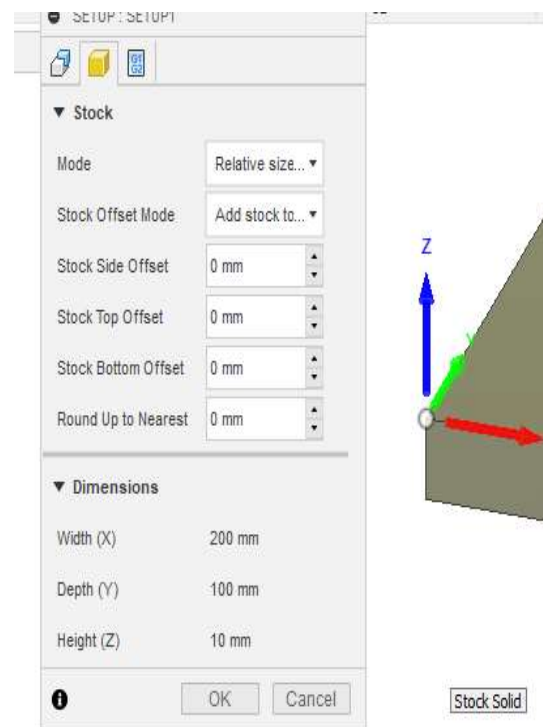 SETUP : SETUP1
G1
G2
▼ Stock
Mode Relative size... ▼
Stock Offset Mode Add stock to... ▼
Stock Side Offset 0 mm
Stock Top Offset 0 mm
Stock Bottom Offset 0 mm
Round Up to Nearest 0 mm
▼ Dimensions
Width (X) 200 mm
Depth (Y) 100 mm
Height (Z) 10 mm
OK Cancel
Z
Y
Stock Solid